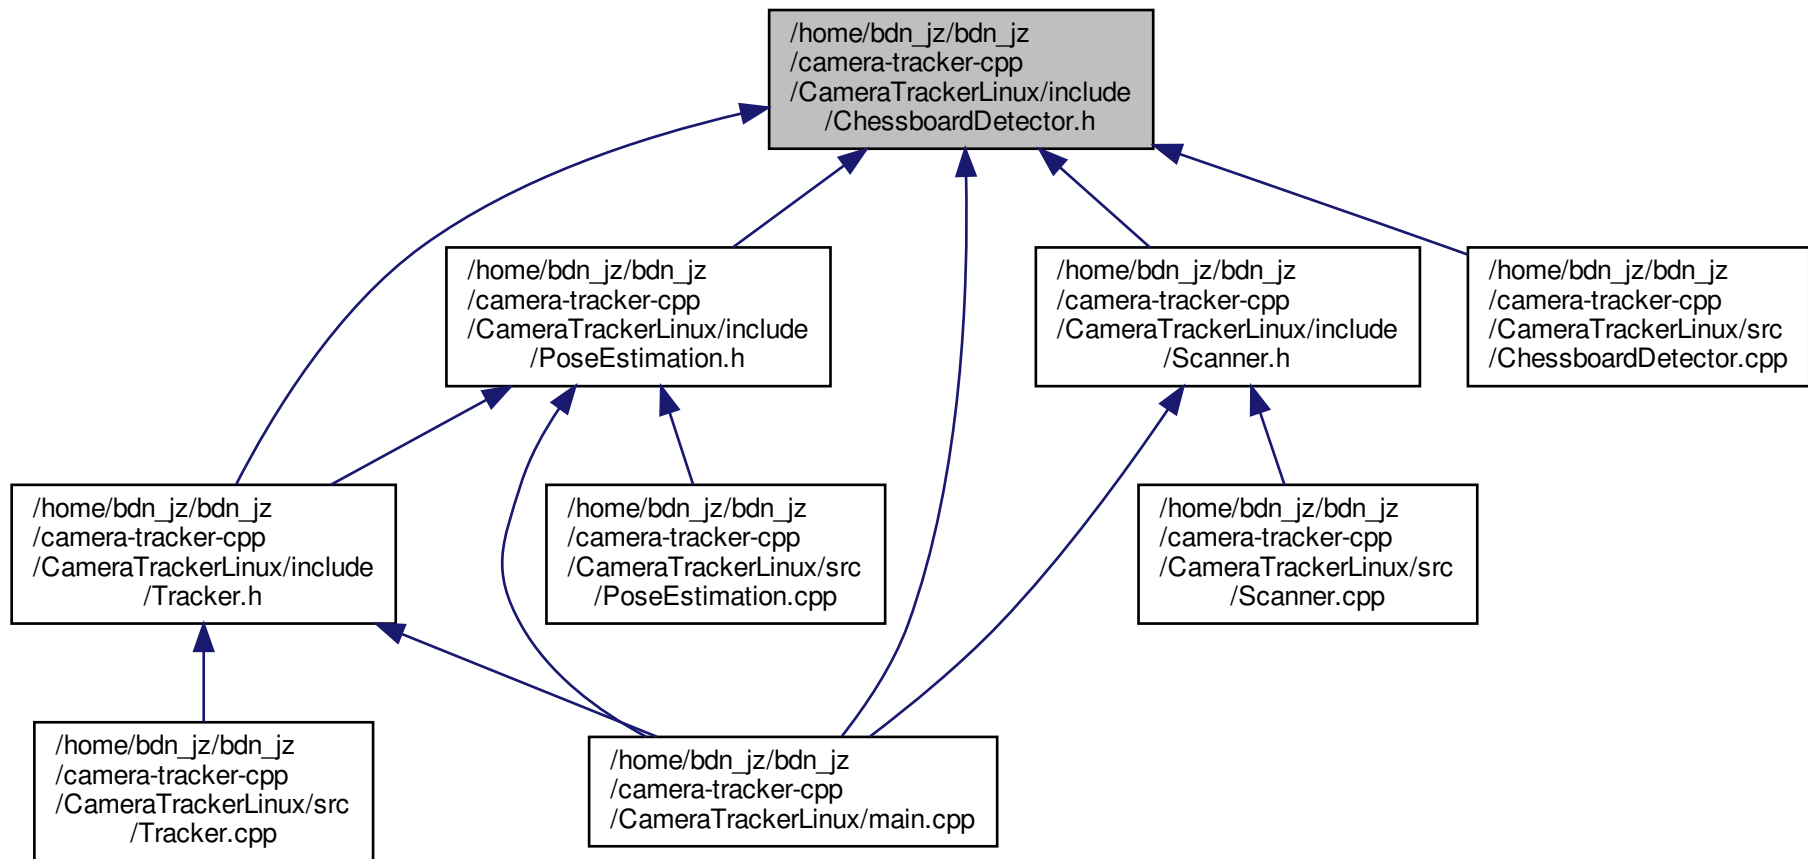 /home/bdn_jz/bdn_jz
/camera-tracker-cpp
/CameraTrackerLinux/include
/ChessboardDetector.h
/home/bdn_jz/bdn_jz
/camera-tracker-cpp
/CameraTrackerLinux/include
/PoseEstimation.h
/home/bdn_jz/bdn_jz
/camera-tracker-cpp
/CameraTrackerLinux/include
/Scanner.h
/home/bdn_jz/bdn_jz
/camera-tracker-cpp
/CameraTrackerLinux/src
/ChessboardDetector.cpp
/home/bdn_jz/bdn_jz
/camera-tracker-cpp
/CameraTrackerLinux/include
/Tracker.h
/home/bdn_jz/bdn_jz
/camera-tracker-cpp
/CameraTrackerLinux/src
/PoseEstimation.cpp
/home/bdn_jz/bdn_jz
/camera-tracker-cpp
/CameraTrackerLinux/src
/Scanner.cpp
/home/bdn_jz/bdn_jz
/camera-tracker-cpp
/CameraTrackerLinux/src
/Tracker.cpp
/home/bdn_jz/bdn_jz
/camera-tracker-cpp
/CameraTrackerLinux/main.cpp